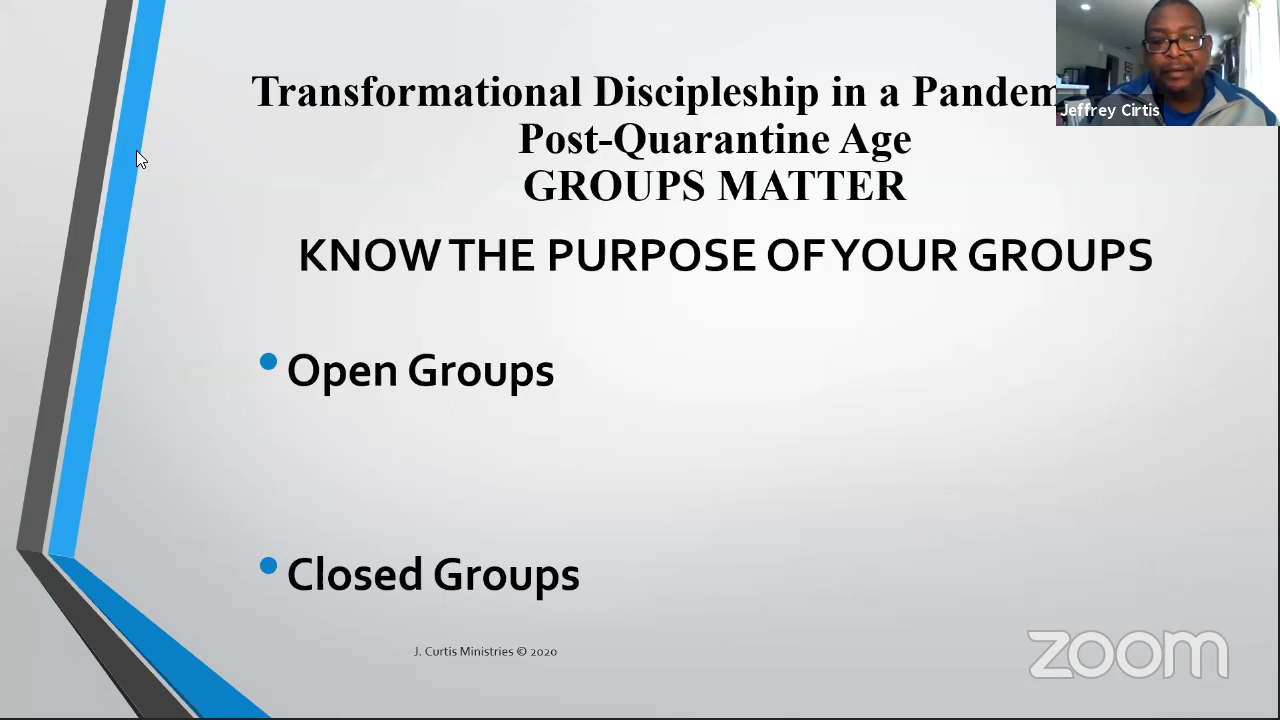 Transformational Discipleship in a Pandem
Post-Quarantine Age
GROUPS MATTER
Jeffrey Cirtis
KNOW THE PURPOSE OF YOUR GROUPS
• Open Groups
• Closed Groups
J. Curtis Ministries © 2020
zoom